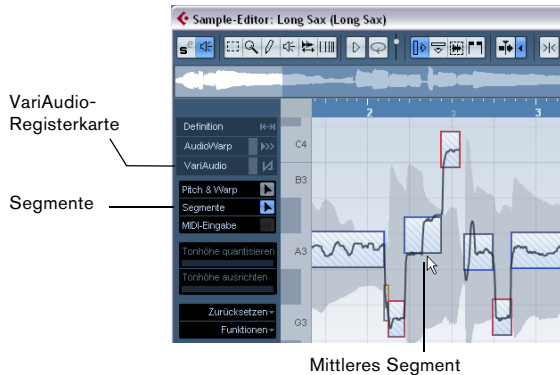 Sample-Editor: Long Sax (Long Sax)
2 3 3
VariAudio-
Registerkarte
Segmente
Definition
AudioWarp
VariAudio
Pitch & Warp
Segmente
MIDI-Eingabe
Tonhöhe quantisieren
Tonhöhe ausrichten
Zurücksetzen
Funktionen
C4
B3
A3
G3
Mittleres Segment